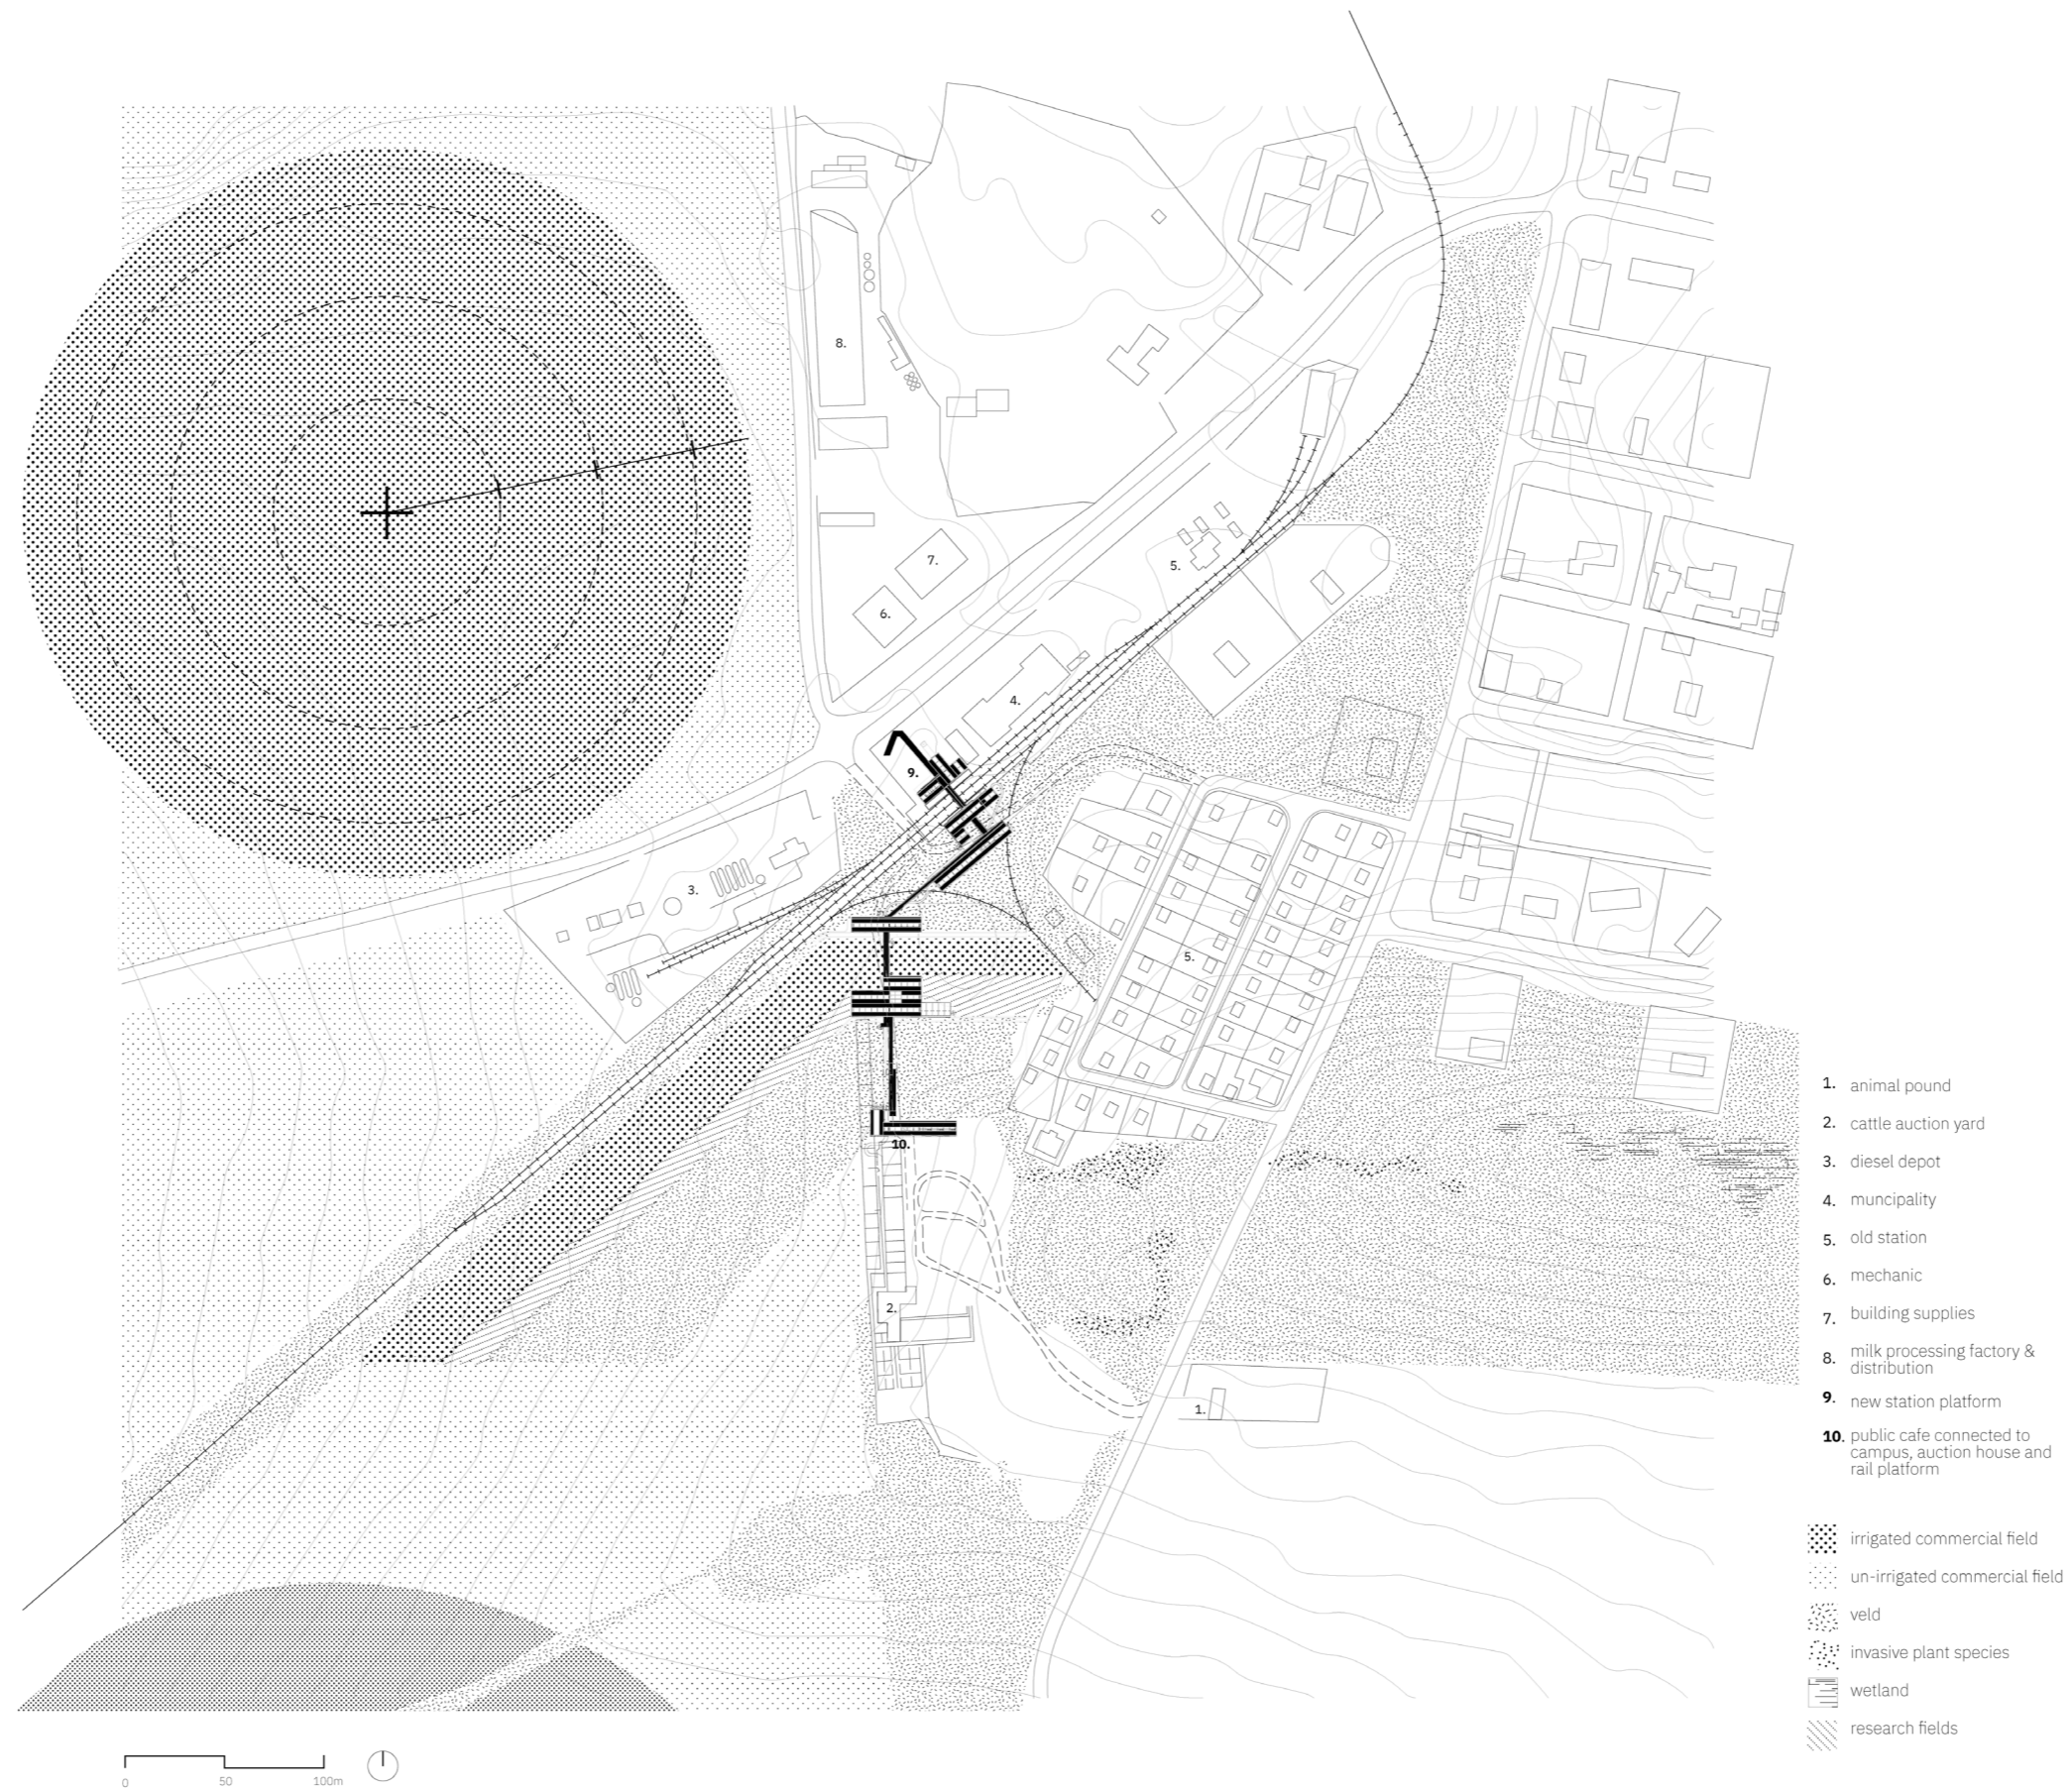 8.
7.
5.
6.
4.
9.
3.
5.
10.
2.
1.
1. animal pound
2. cattle auction yard
3. diesel depot
4. muncipality
5. old station
6. mechanic
7. building supplies
8. milk processing factory &
distribution
9. new station platform
10. public cafe connected to
campus, auction house and
rail platform
irrigated commercial field
un-irrigated commercial field
veld
invasive plant species
wetland
research fields
0 50 100m